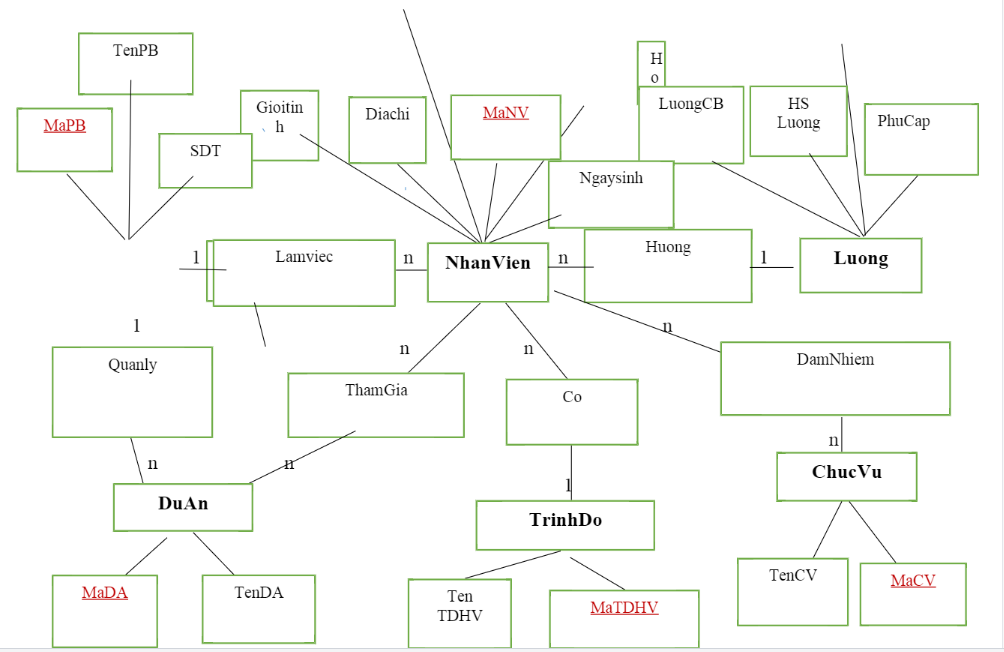 TenPB
H
o
MaPB
Gioitin
h
Diachi
MaNV
LuongCB
HS
Luong
PhuCap
SDT
Ngaysinh
1
Lamviec
n
NhanVien
n
Huong
1
Luong
1
n
Quanly
n
n
DamNhiem
ThamGia
Co
n
n
n
ChucVu
1
DuAn
TrinhDo
MaDA
TenDA
Ten
TDHV
MaTDHV
TenCV
MaCV